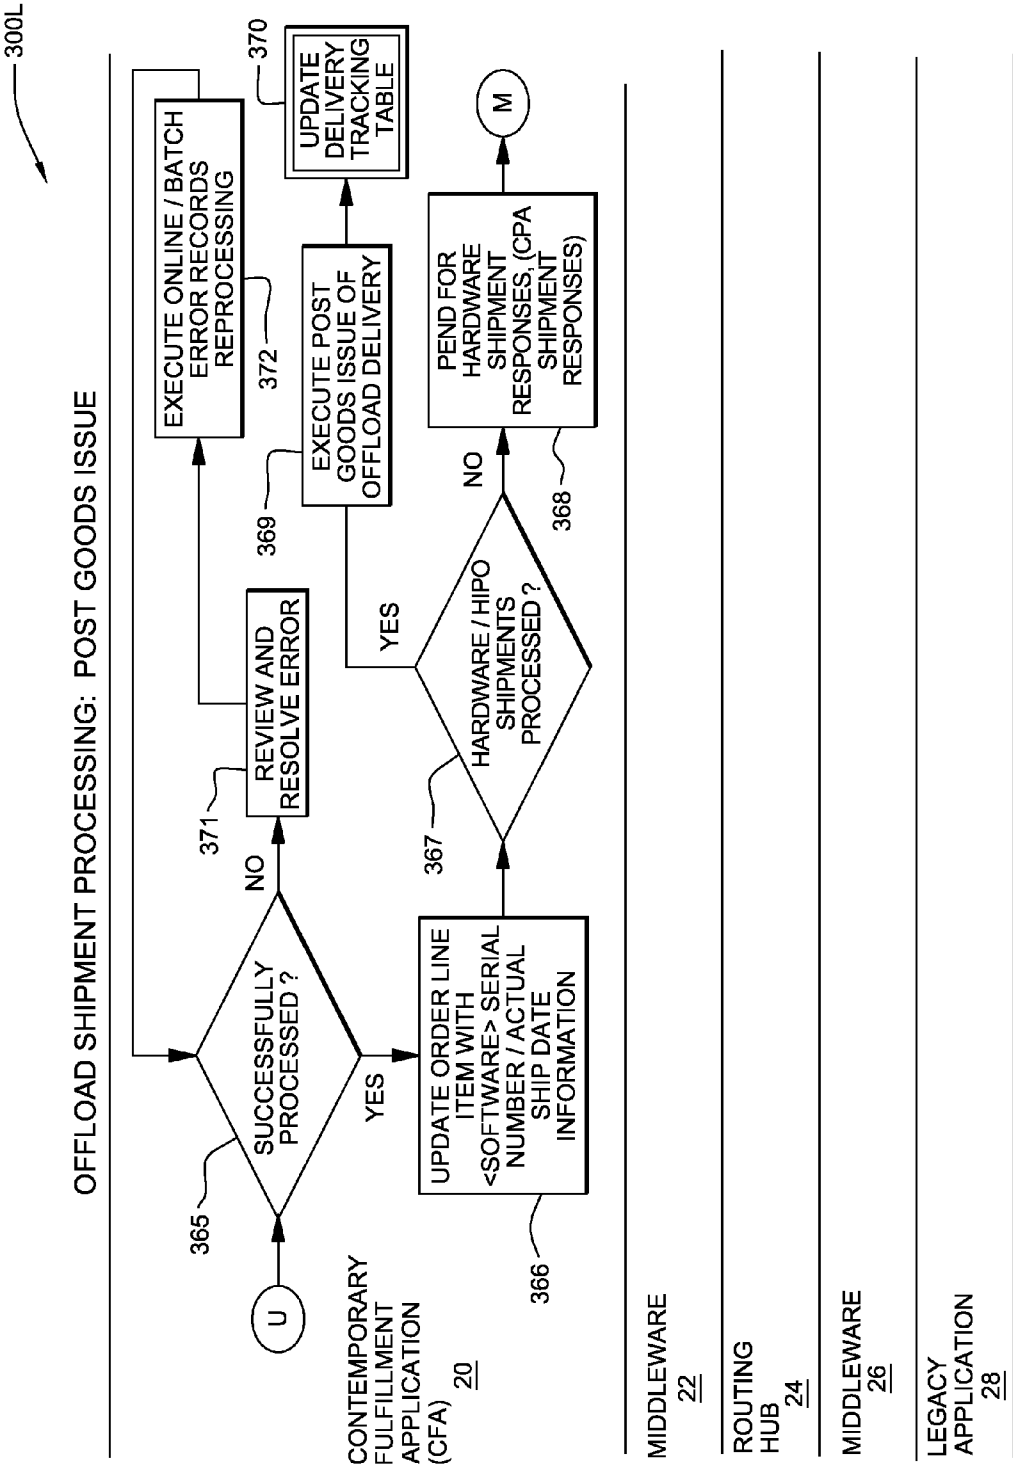 300L
OFFLOAD SHIPMENT PROCESSING: POST GOODS ISSUE
CONTEMPORARY
FULFILLMENT
APPLICATION
(CFA)
20
U
365
SUCCESSFULLY
PROCESSED ?
NO
YES
371
REVIEW AND
RESOLVE ERROR
EXECUTE ONLINE / BATCH
ERROR RECORDS
REPROCESSING
372
366
UPDATE ORDER LINE
ITEM WITH
<SOFTWARE> SERIAL
NUMBER / ACTUAL
SHIP DATE
INFORMATION
367
HARDWARE / HIPO
SHIPMENTS
PROCESSED ?
YES
NO
369
EXECUTE POST
GOODS ISSUE OF
OFFLOAD DELIVERY
370
UPDATE
DELIVERY
TRACKING
TABLE
368
PEND FOR
HARDWARE
SHIPMENT
RESPONSES, (CPA
SHIPMENT
RESPONSES)
M
MIDDLEWARE
22
ROUTING
HUB
24
MIDDLEWARE
26
LEGACY
APPLICATION
28